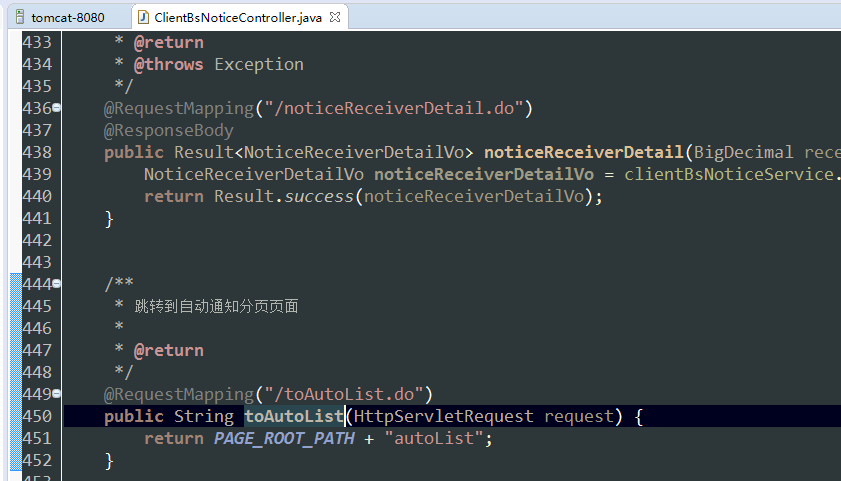 tomcat-8080 ClientBsNoticeController.java
433 * @return
434 * @throws Exception
435 */
436 @RequestMapping("/noticeReceiverDetail.do")
437 @ResponseBody
438 public Result<NoticeReceiverDetailVo> noticeReceiverDetail(BigDecimal rece
439 NoticeReceiverDetailVo noticeReceiverDetailVo = clientBsNoticeService.
440 return Result.success(noticeReceiverDetailVo);
441 }
442
443
444 /**
445 * 跳转到自动通知分页页面
446 *
447 * @return
448 */
449 @RequestMapping("/toAutoList.do")
450 public String toAutoList(HttpServletRequest request) {
451 return PAGE_ROOT_PATH + "autoList";
452 }
453